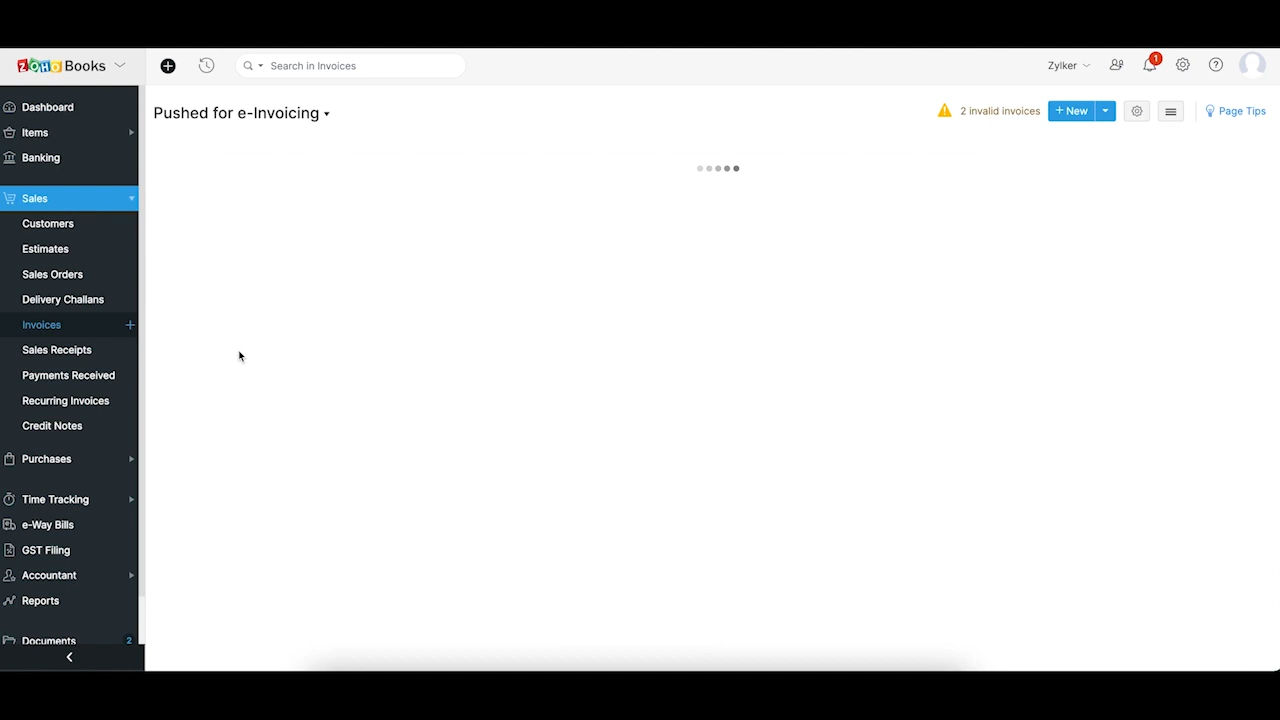 ZOHO Books
Search in Invoices
Zylker
1
Dashboard
Items
Banking
Sales
Customers
Estimates
Sales Orders
Delivery Challans
Invoices
Sales Receipts
Payments Received
Recurring Invoices
Credit Notes
Purchases
Time Tracking
e-Way Bills
GST Filing
Accountant
Reports
Documents 2
Pushed for e-Invoicing
2 invalid invoices
+ New
Page Tips